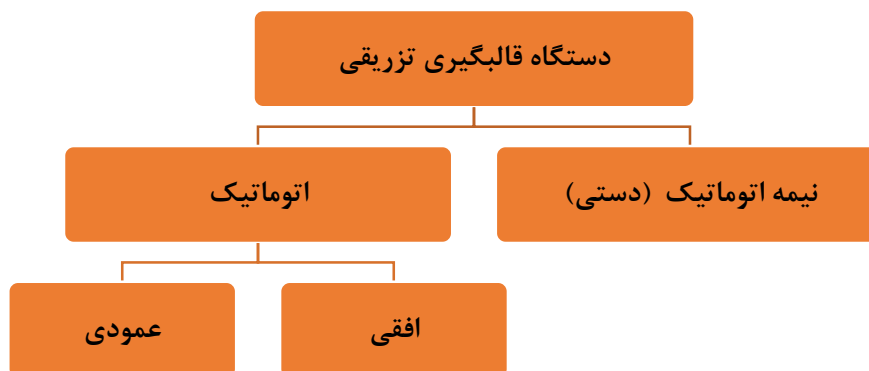 دستگاه قالبگیری تزریقی
نیمه اتوماتیک (دستی)
اتوماتیک
افقی
عمودی